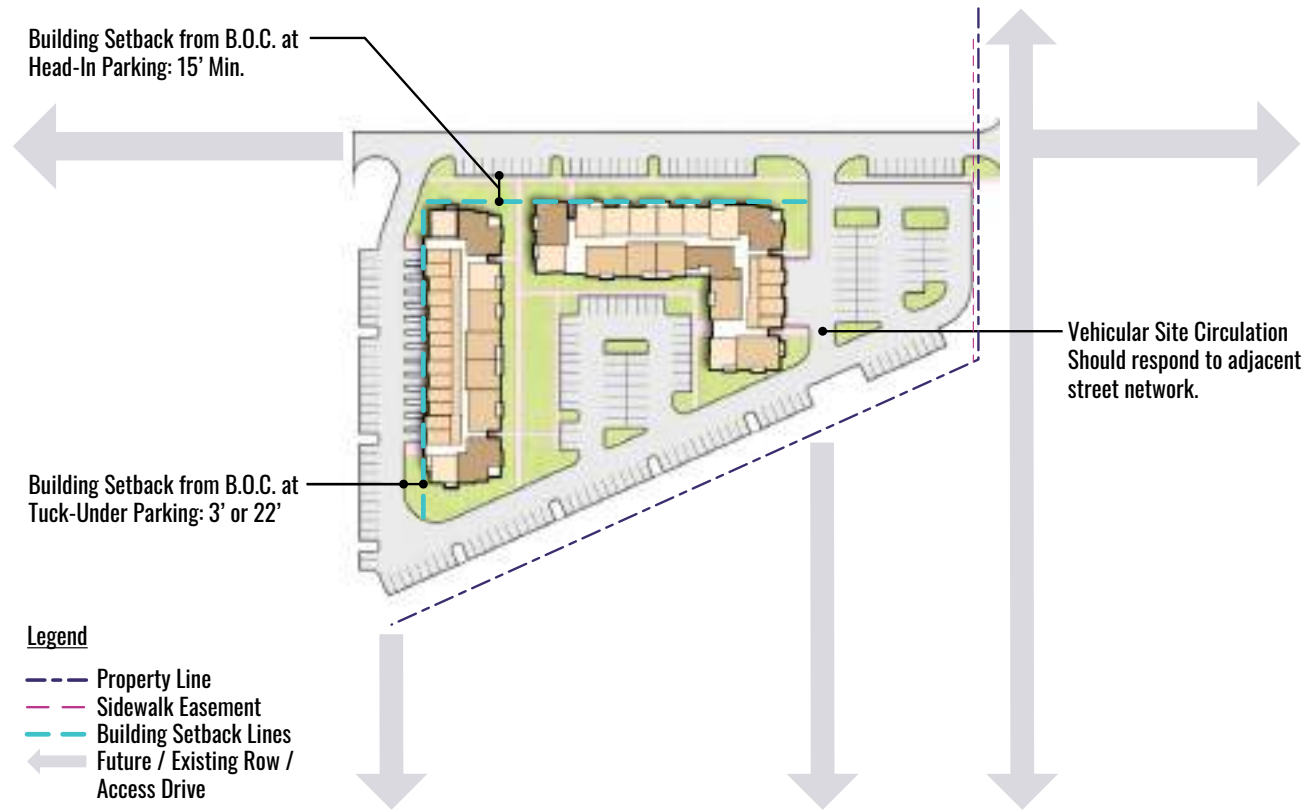 Building Setback from B.O.C. at
Head-In Parking: 15’ Min.
Vehicular Site Circulation
Should respond to adjacent
street network.
Building Setback from B.O.C. at
Tuck-Under Parking: 3’ or 22’
Legend
Property Line
Sidewalk Easement
Building Setback Lines
Future / Existing Row /
Access Drive